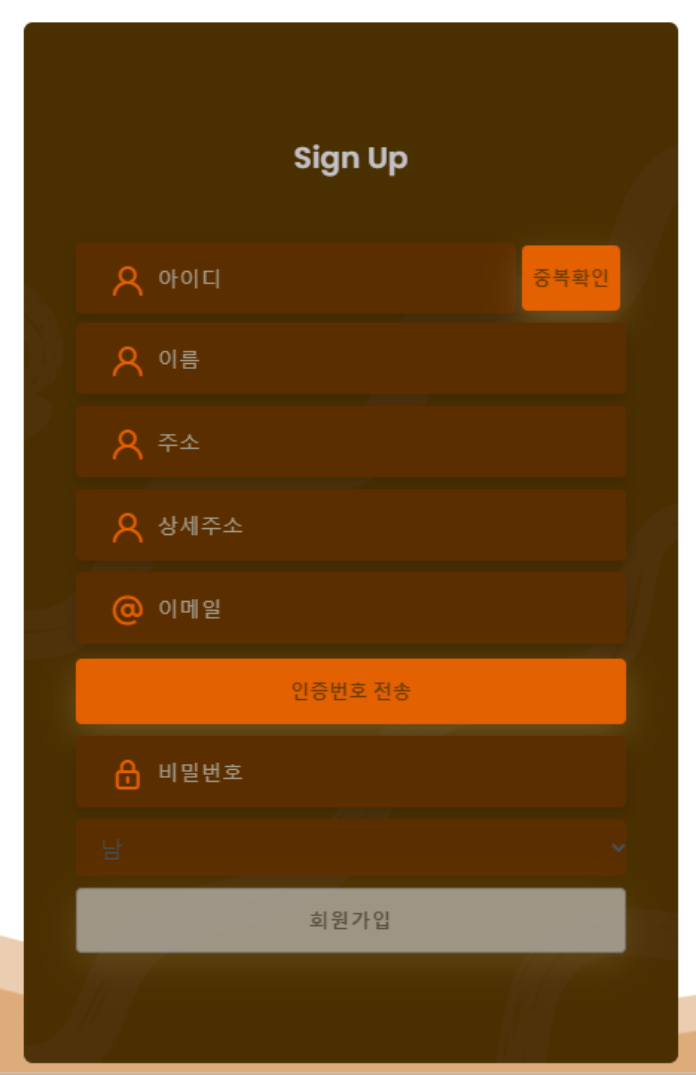 Sign Up
아이디
중복확인
이름
주소
상세주소
이메일
인증번호 전송
비밀번호
남
회원가입